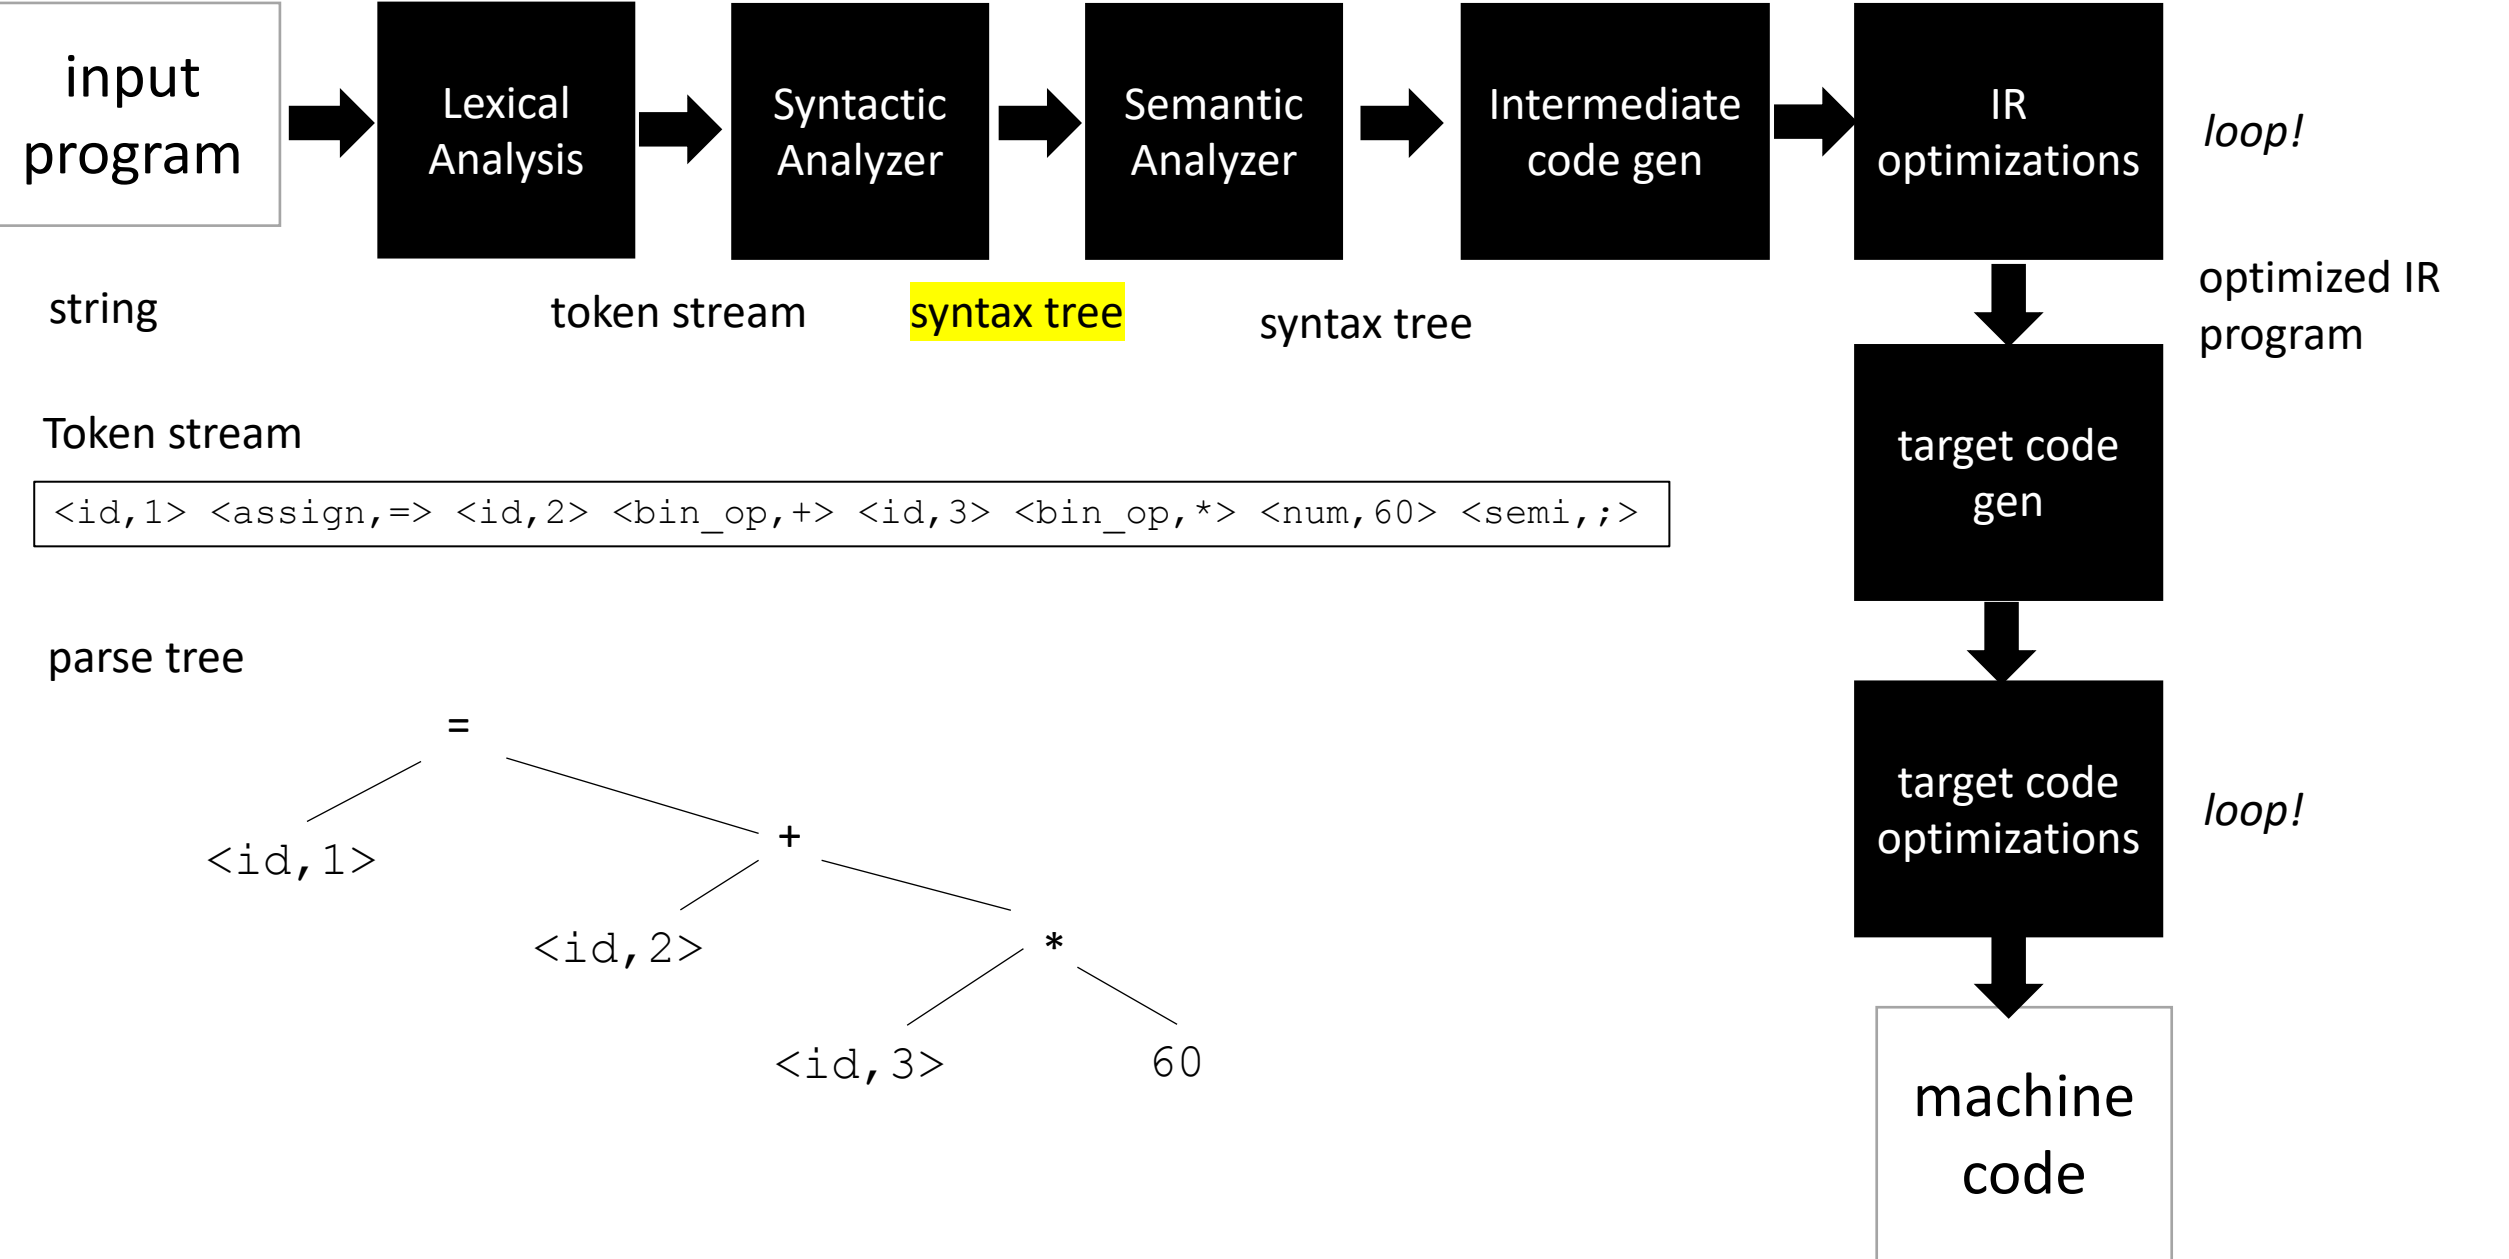 input
program
Lexical
Analysis
Syntactic
Analyzer
Semantic
Analyzer
Intermediate
code gen
IR
optimizations
loop!
string
token stream
syntax tree
syntax tree
optimized IR
program
Token stream
<id,1> <assign,=> <id,2> <bin_op,+> <id,3> <bin_op,*> <num,60> <semi,;>
target code
gen
parse tree
=
<id,1>
+
<id,2>
*
<id,3>
60
target code
optimizations
loop!
machine
code